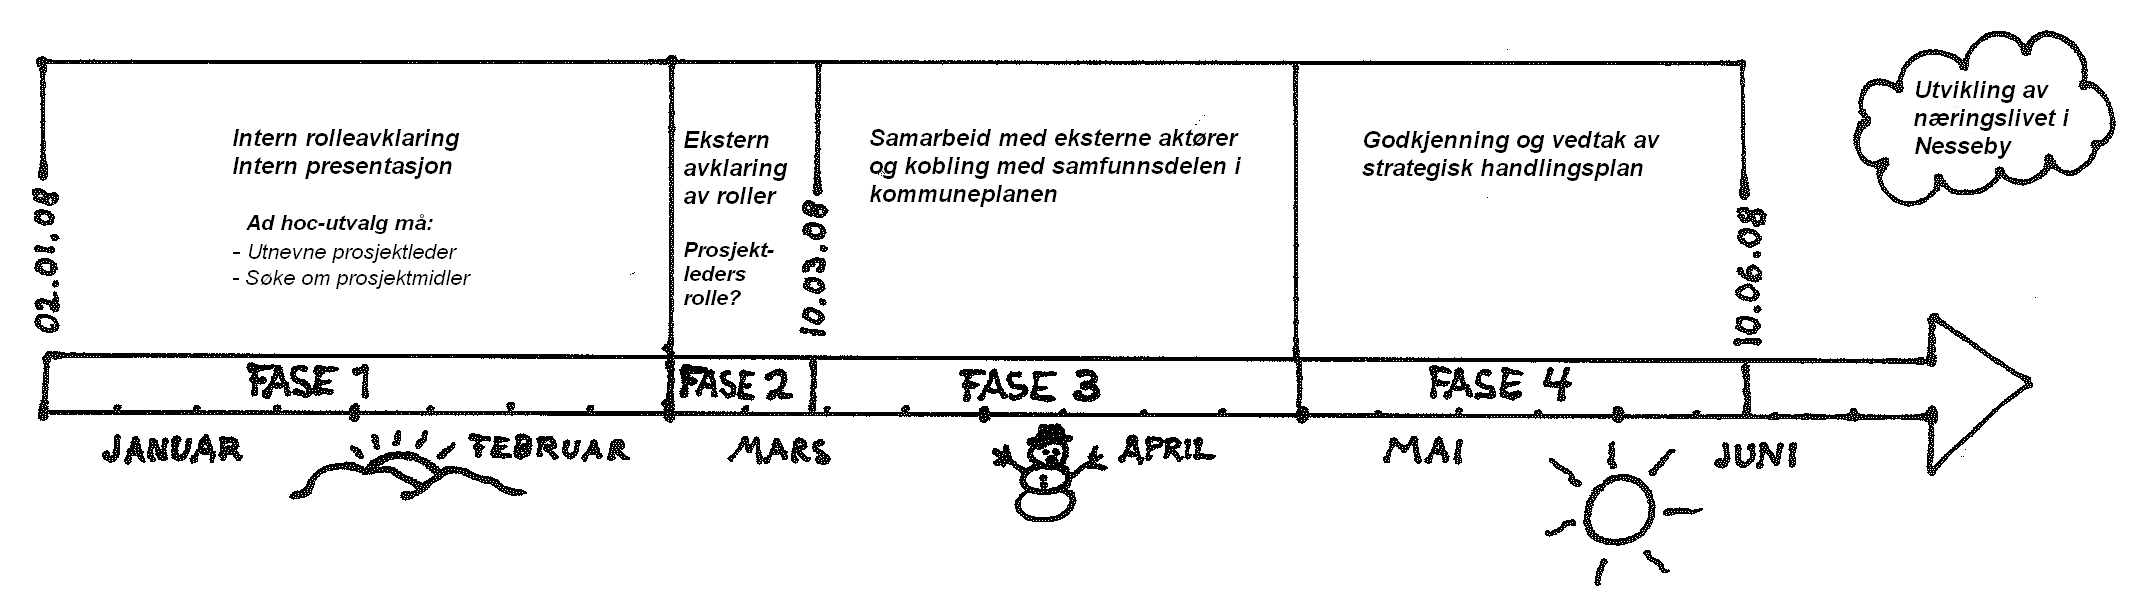 02.01.08
Intern rolleavklaring
Intern presentasjon
Ad hoc-utvalg må:
- Utnevne prosjektleder
- Søke om prosjektmidler
Ekstern
avklaring
av roller
Prosjekt-
leders
rolle?
10.03.08
Samarbeid med eksterne aktører
og kobling med samfunnsdelen i
kommuneplanen
Godkjenning og vedtak av
strategisk handlingsplan
10.06.08
Utvikling av
næringslivet i
Nesseby
FASE 1
FASE 2
FASE 3
FASE 4
JANUAR
FEBRUAR
MARS
APRIL
MAI
JUNI